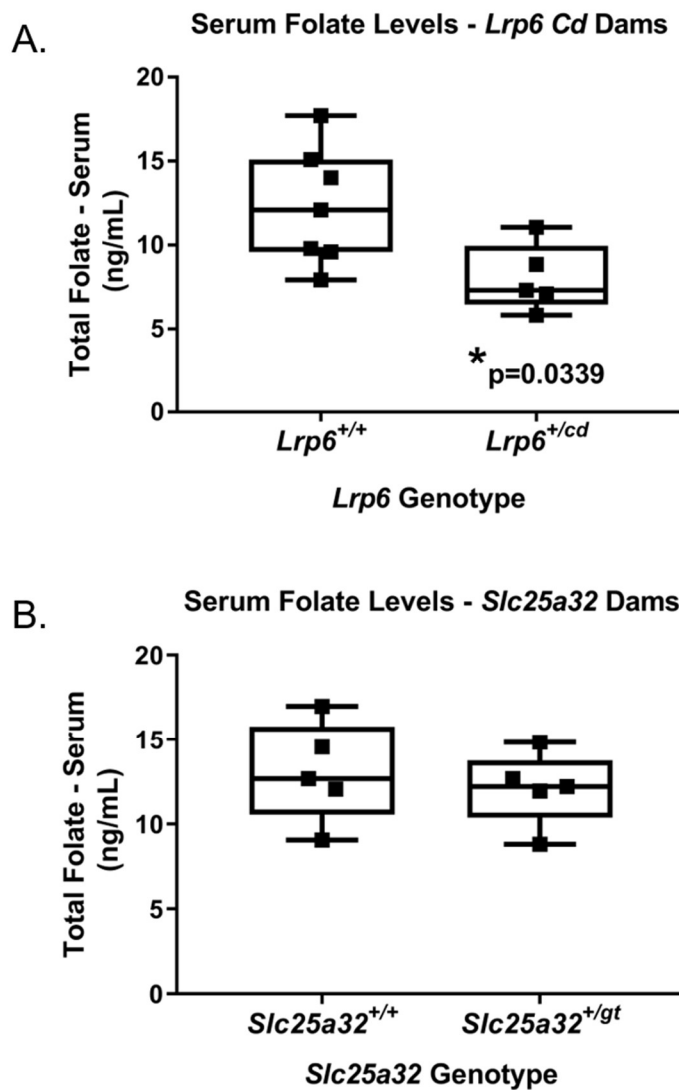 A.
Serum Folate Levels - Lrp6 Cd Dams
Total Folate - Serum
(ng/mL)
20
15
10
5
0
*
p=0.0339
Lrp6+/+
Lrp6+/cd
Lrp6 Genotype
B.
Serum Folate Levels - Slc25a32 Dams
Total Folate - Serum
(ng/mL)
20
15
10
5
0
Slc25a32+/+
Slc25a32+/gt
Slc25a32 Genotype